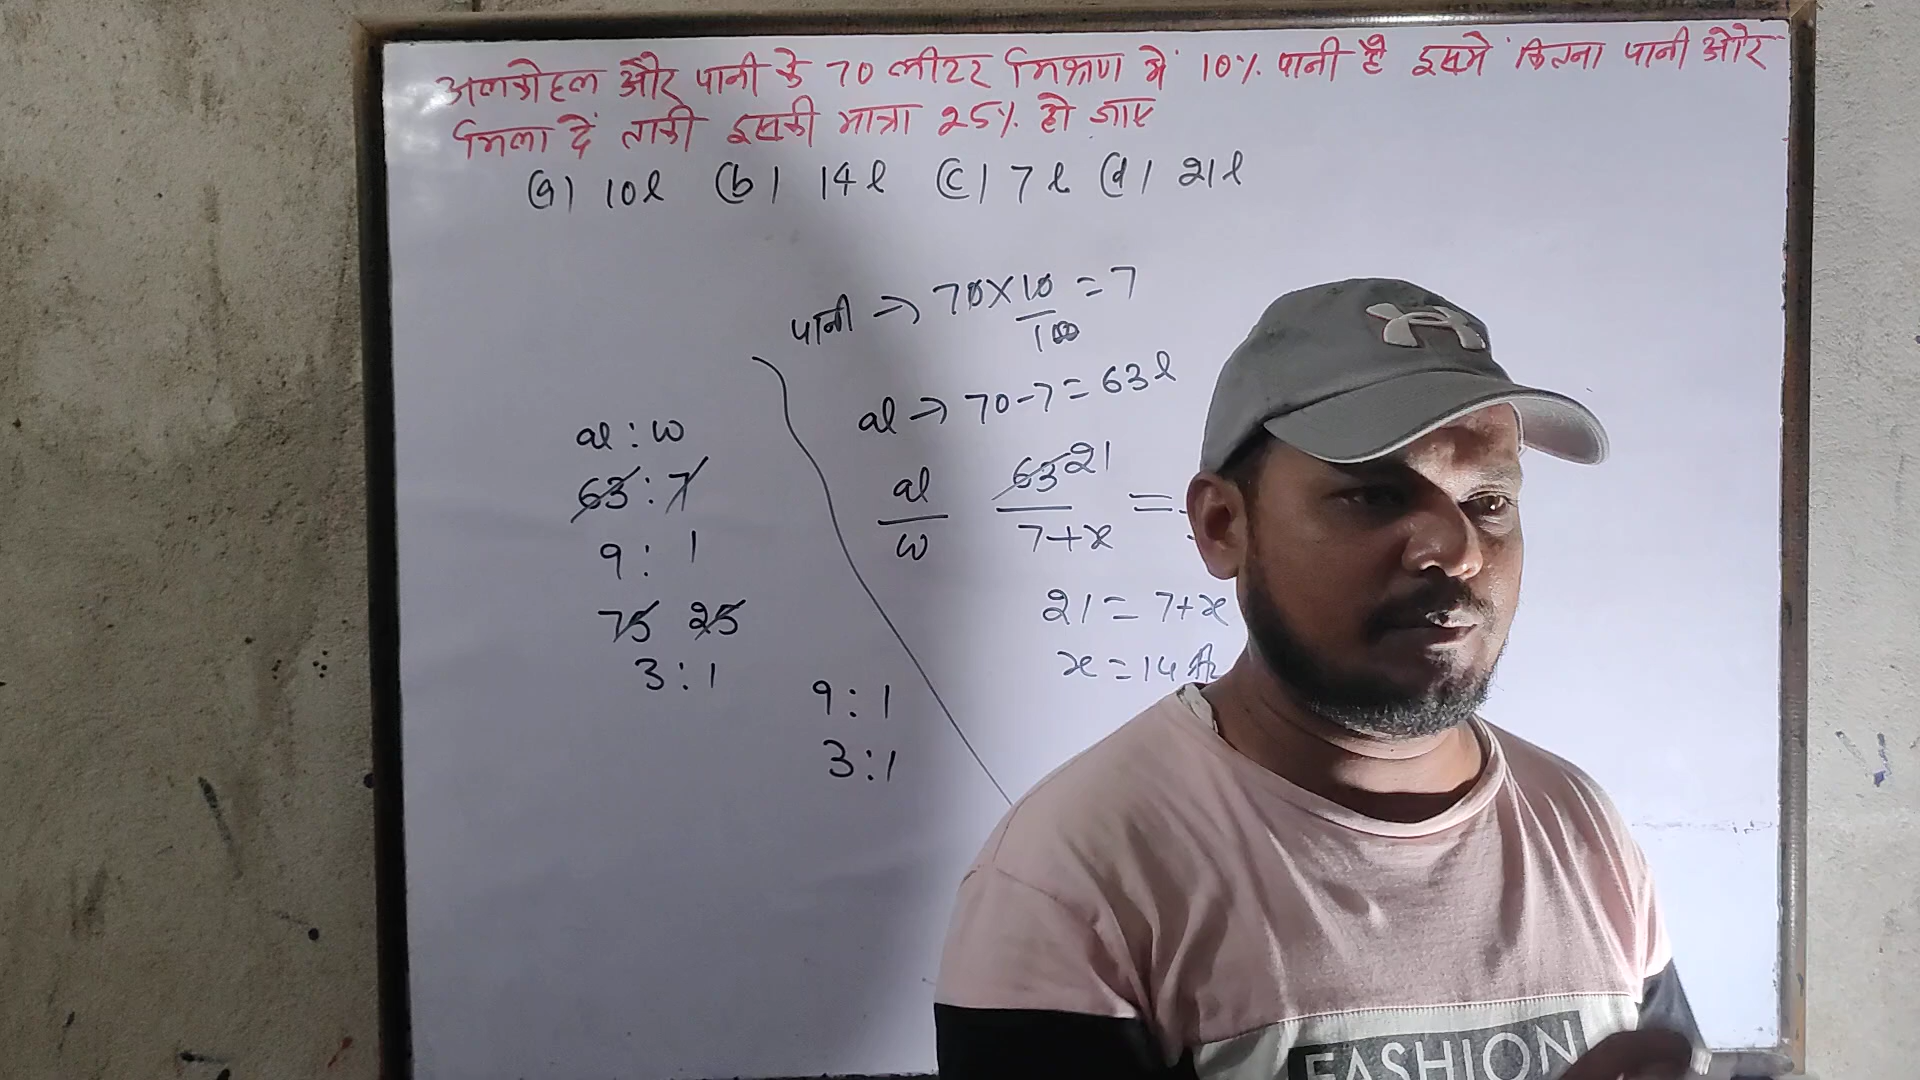 अलकोहल और पानी के 70 लीटर मिश्रण में 10% पानी है इसमें कितना पानी और
मिला दें ताकी इसकी मात्रा 25% हो जाए
(a) 10l (b) 14l (c) 7l (d) 21l
पानी → 70×10/100 = 7
al → 70-7=63l
al/w 63 21/7+x =
21=7+x
x=14
al : w
63 : 7
9 : 1
75 25
3 : 1
9 : 1
3 : 1
FASHION